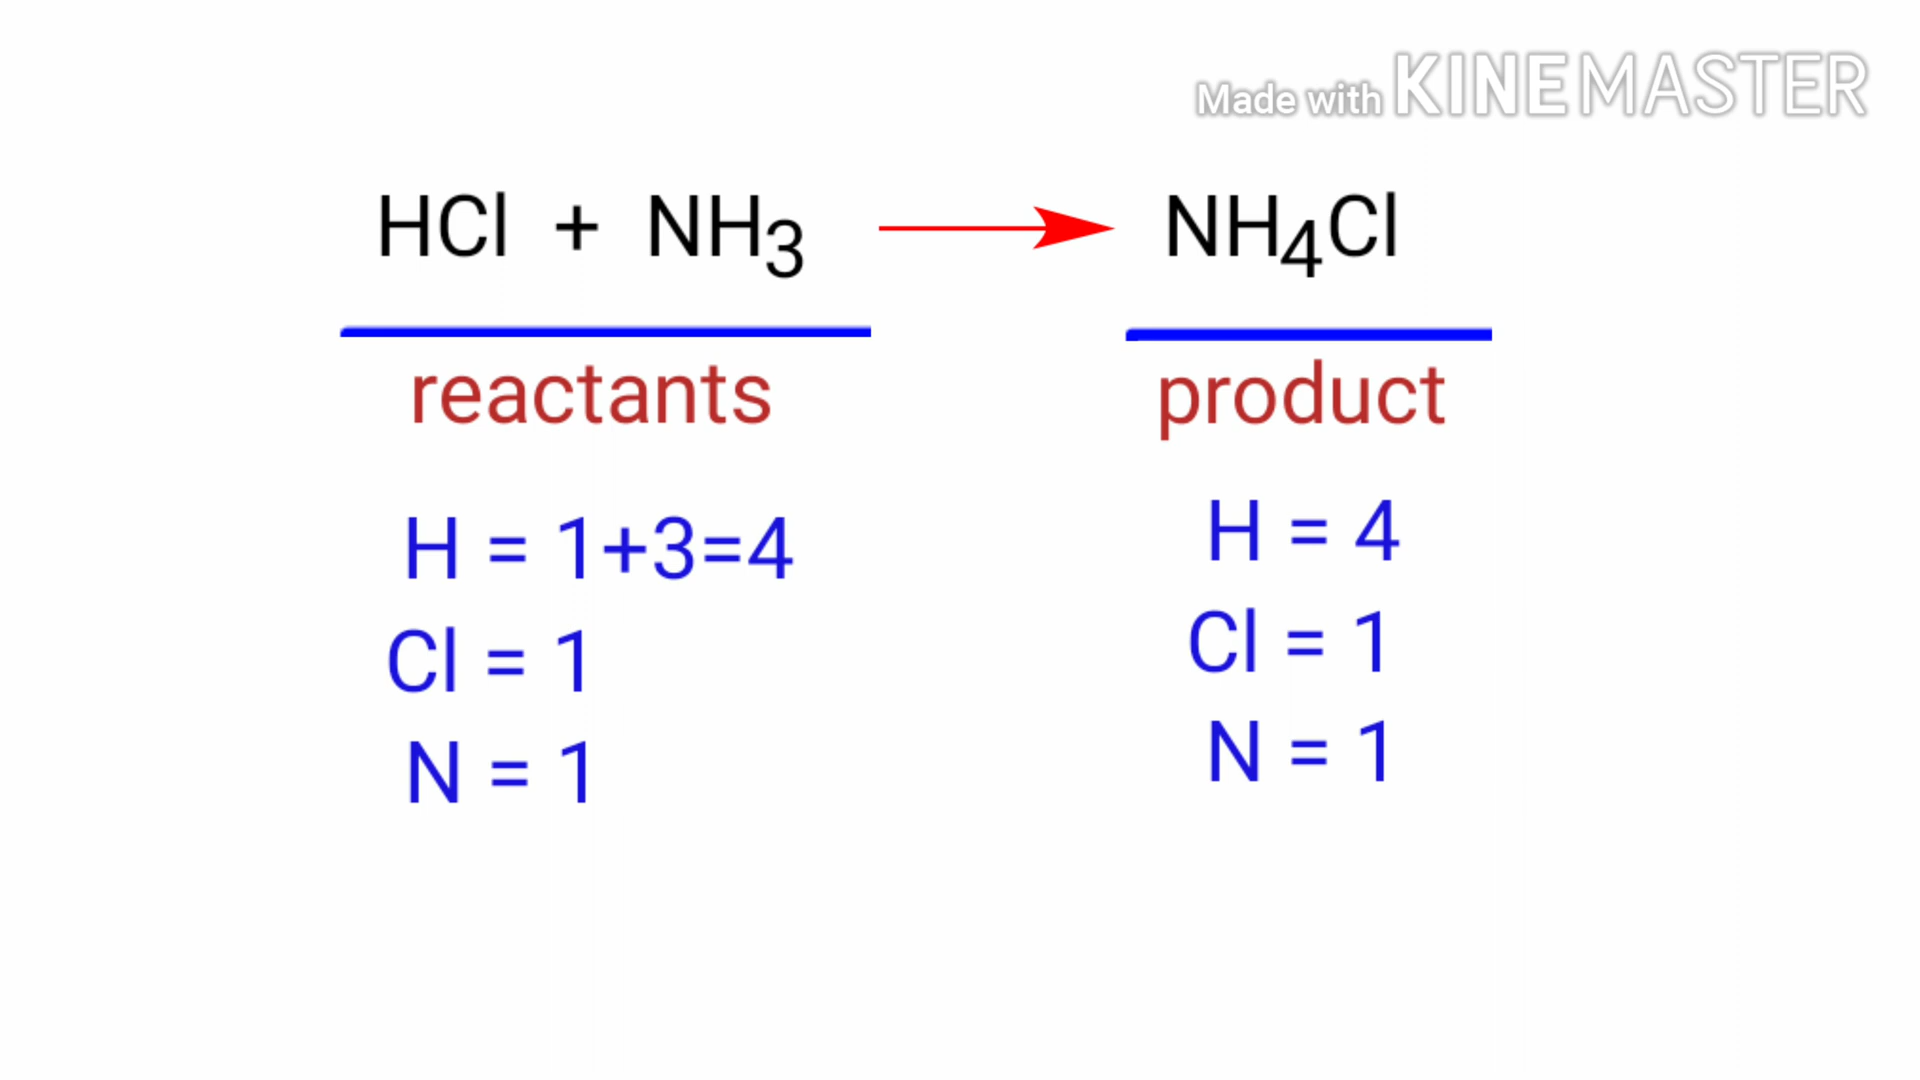 Made with KINEMASTER
HCl + NH₃ → NH₄Cl
reactants product
H = 1+3=4 H = 4
Cl = 1 Cl = 1
N = 1 N = 1